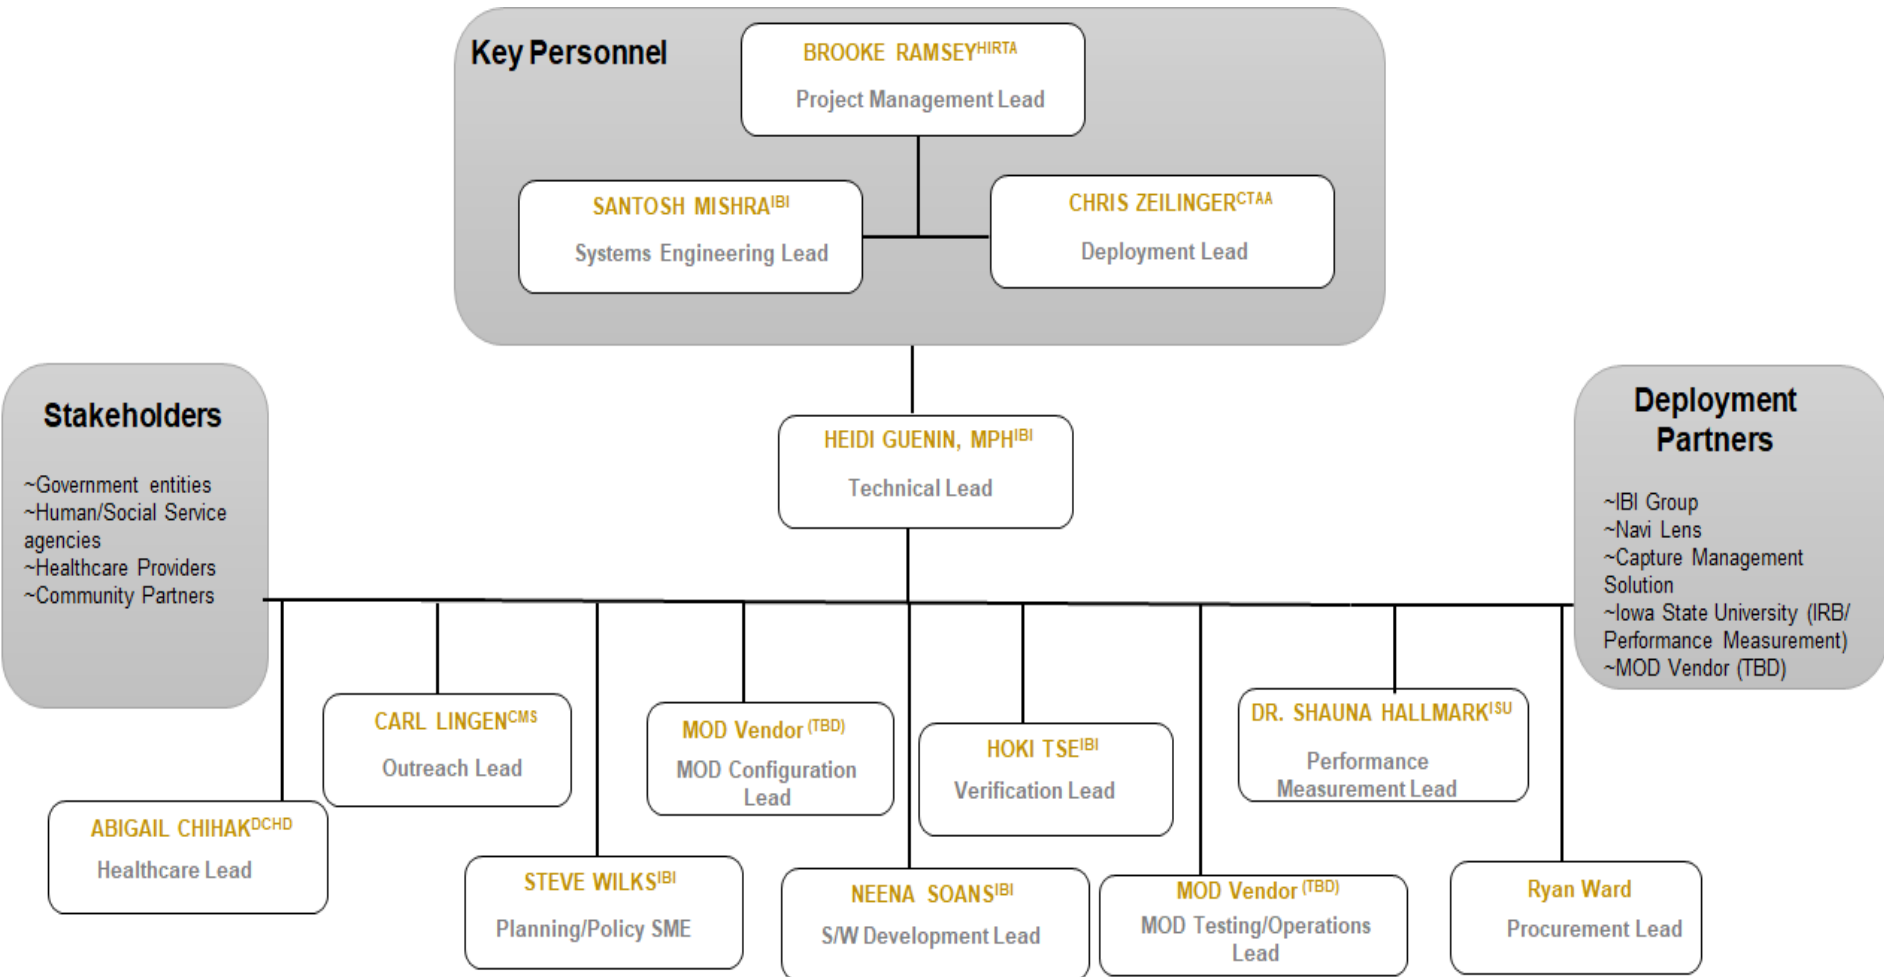 Key Personnel
BROOKE RAMSEYHIRTA
Project Management Lead
SANTOSH MISHRAIBI
Systems Engineering Lead
CHRIS ZEILINGERCTAA
Deployment Lead
Stakeholders
~Government entities
~Human/Social Service
agencies
~Healthcare Providers
~Community Partners
HEIDI GUENIN, MPHIBI
Technical Lead
Deployment
Partners
~IBI Group
~Navi Lens
~Capture Management
Solution
~Iowa State University (IRB/
Performance Measurement)
~MOD Vendor (TBD)
ABIGAIL CHIHAKDCHD
Healthcare Lead
CARL LINGENCMS
Outreach Lead
STEVE WILKSIBI
Planning/Policy SME
MOD Vendor (TBD)
MOD Configuration
Lead
NEENA SOANSIBI
S/W Development Lead
HOKI TSEIBI
Verification Lead
MOD Vendor (TBD)
MOD Testing/Operations
Lead
DR. SHAUNA HALLMARKISU
Performance
Measurement Lead
Ryan Ward
Procurement Lead